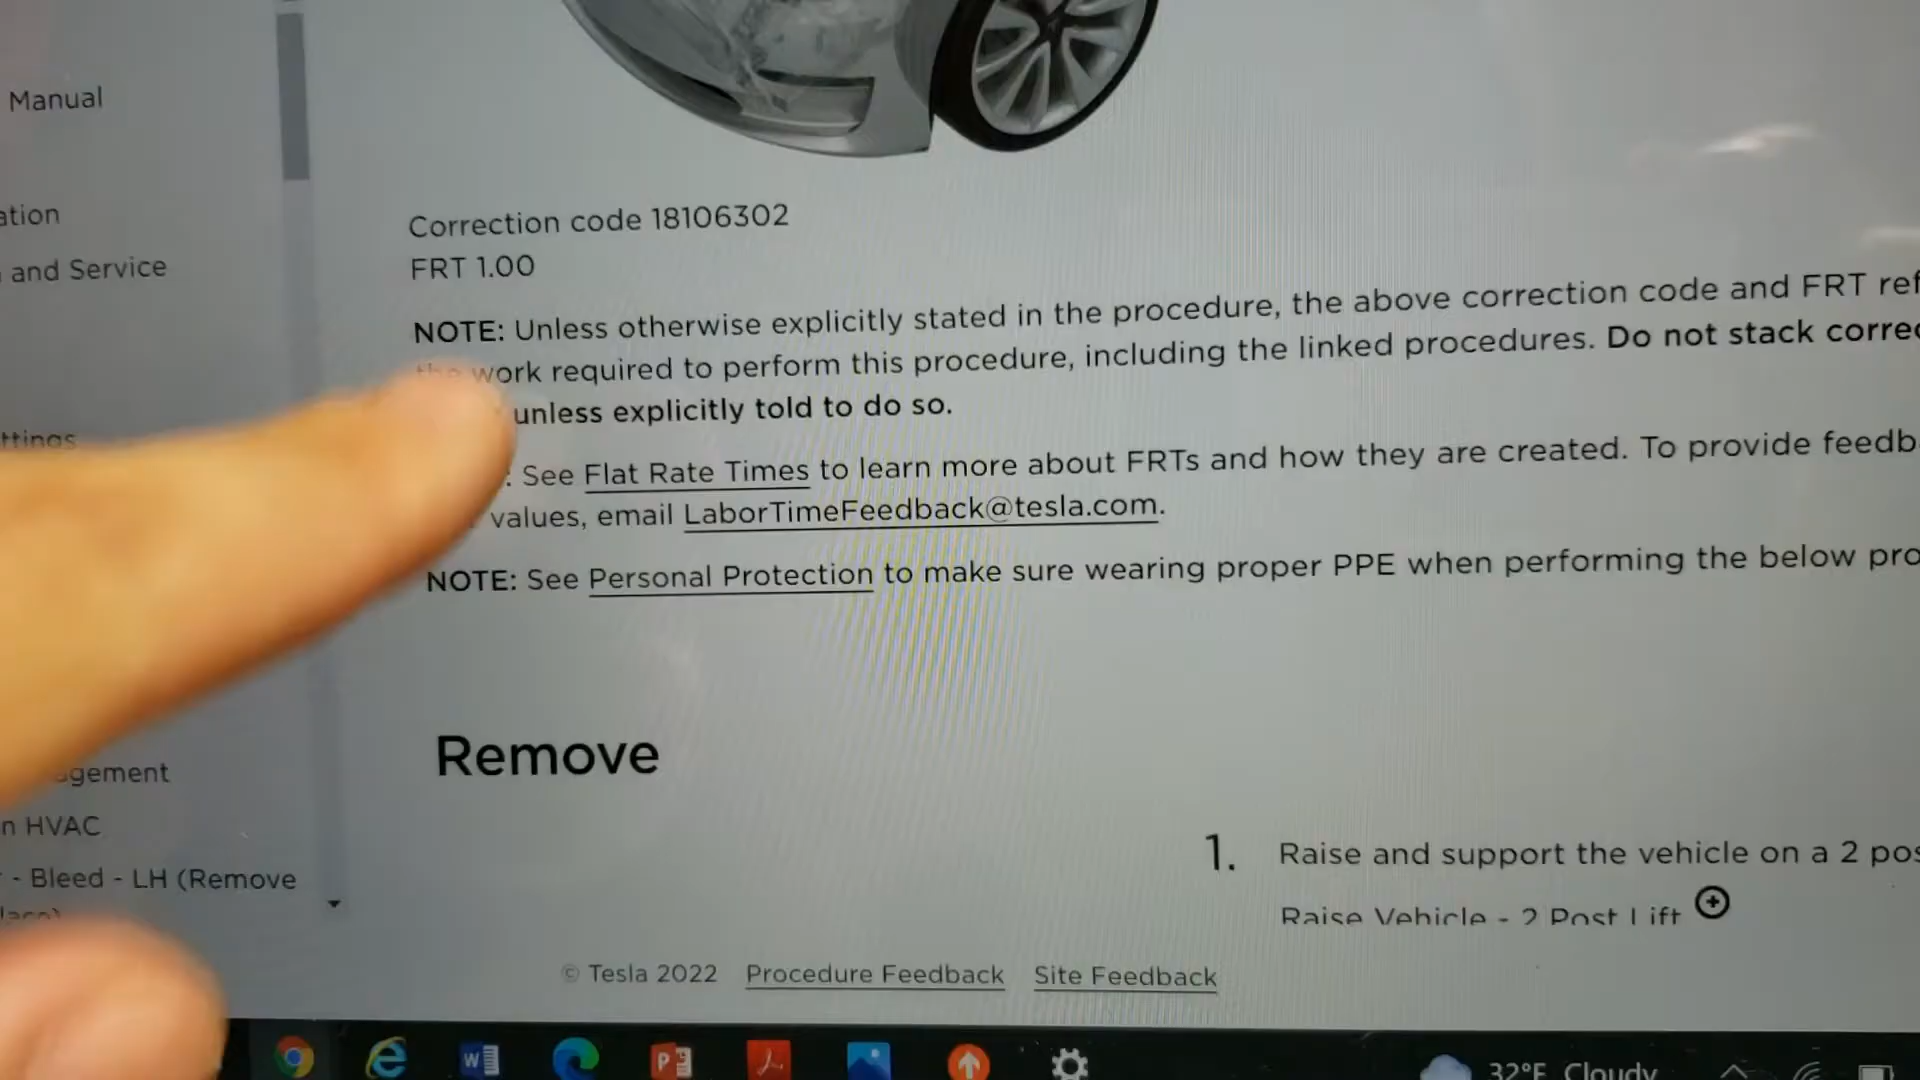 Manual
ation
and Service
ttings
agement
n HVAC
- Bleed - LH (Remove
Correction code 18106302
FRT 1.00
NOTE: Unless otherwise explicitly stated in the procedure, the above correction code and FRT ref
the work required to perform this procedure, including the linked procedures. Do not stack correc
unless explicitly told to do so.
: See Flat Rate Times to learn more about FRTs and how they are created. To provide feedb
values, email LaborTimeFeedback@tesla.com.
NOTE: See Personal Protection to make sure wearing proper PPE when performing the below pro
Remove
1. Raise and support the vehicle on a 2 pos
Raise Vehicle - 2 Post Lift
© Tesla 2022 Procedure Feedback Site Feedback
32°F Cloudy